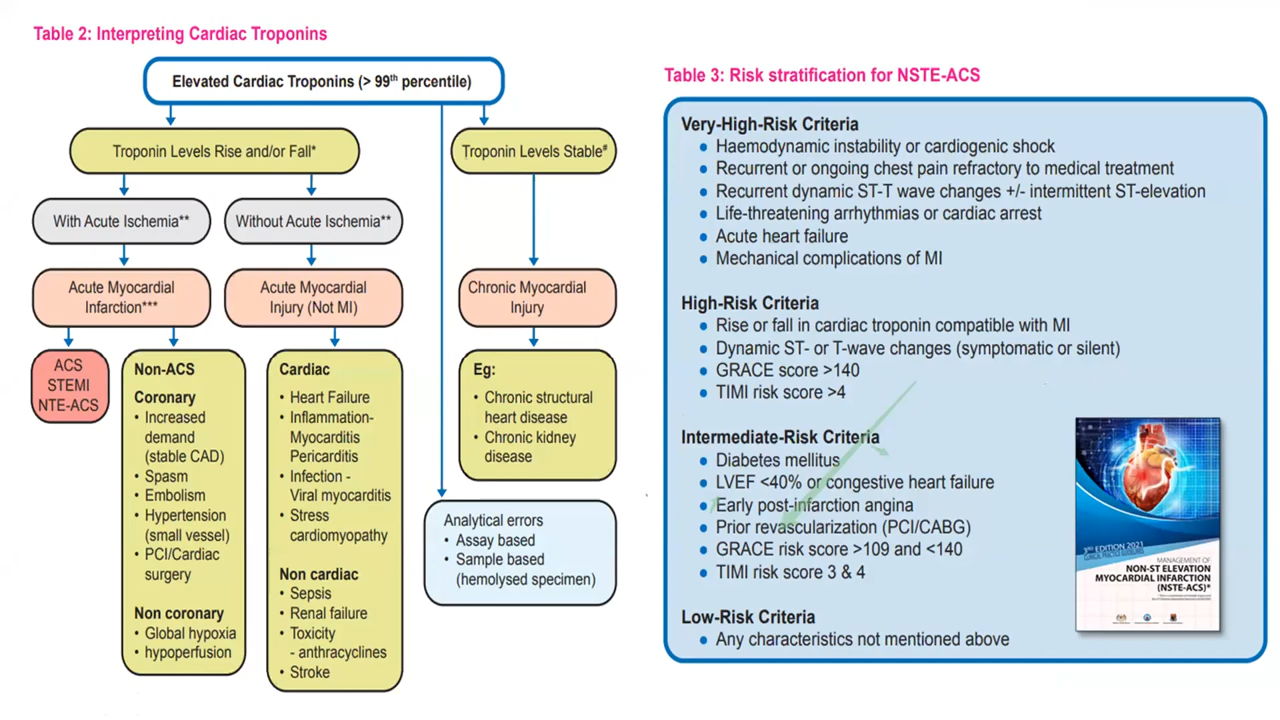 Table 2: Interpreting Cardiac Troponins
Elevated Cardiac Troponins (> 99th percentile)
Troponin Levels Rise and/or Fall*
Troponin Levels Stable#
With Acute Ischemia**
Without Acute Ischemia**
Acute Myocardial
Infarction***
Acute Myocardial
Injury (Not MI)
Chronic Myocardial
Injury
ACS
STEMI
NTE-ACS
Non-ACS
Coronary
• Increased
demand
(stable CAD)
• Spasm
• Embolism
• Hypertension
(small vessel)
• PCI/Cardiac
surgery
Non coronary
• Global hypoxia
• hypoperfusion
Cardiac
• Heart Failure
• Inflammation-
Myocarditis
Pericarditis
• Infection -
Viral myocarditis
• Stress
cardiomyopathy
Non cardiac
• Sepsis
• Renal failure
• Toxicity
- anthracyclines
• Stroke
Eg:
• Chronic structural
heart disease
• Chronic kidney
disease
Analytical errors
• Assay based
• Sample based
(hemolysed specimen)
Table 3: Risk stratification for NSTE-ACS
Very-High-Risk Criteria
• Haemodynamic instability or cardiogenic shock
• Recurrent or ongoing chest pain refractory to medical treatment
• Recurrent dynamic ST-T wave changes +/- intermittent ST-elevation
• Life-threatening arrhythmias or cardiac arrest
• Acute heart failure
• Mechanical complications of MI
High-Risk Criteria
• Rise or fall in cardiac troponin compatible with MI
• Dynamic ST- or T-wave changes (symptomatic or silent)
• GRACE score >140
• TIMI risk score >4
Intermediate-Risk Criteria
• Diabetes mellitus
• LVEF <40% or congestive heart failure
• Early post-infarction angina
• Prior revascularization (PCI/CABG)
• GRACE risk score >109 and <140
• TIMI risk score 3 & 4
Low-Risk Criteria
• Any characteristics not mentioned above
3RD EDITION 2021
CLINICAL PRACTICE GUIDELINES
MANAGEMENT OF
NON-ST ELEVATION
MYOCARDIAL INFARCTION
(NSTE-ACS)*